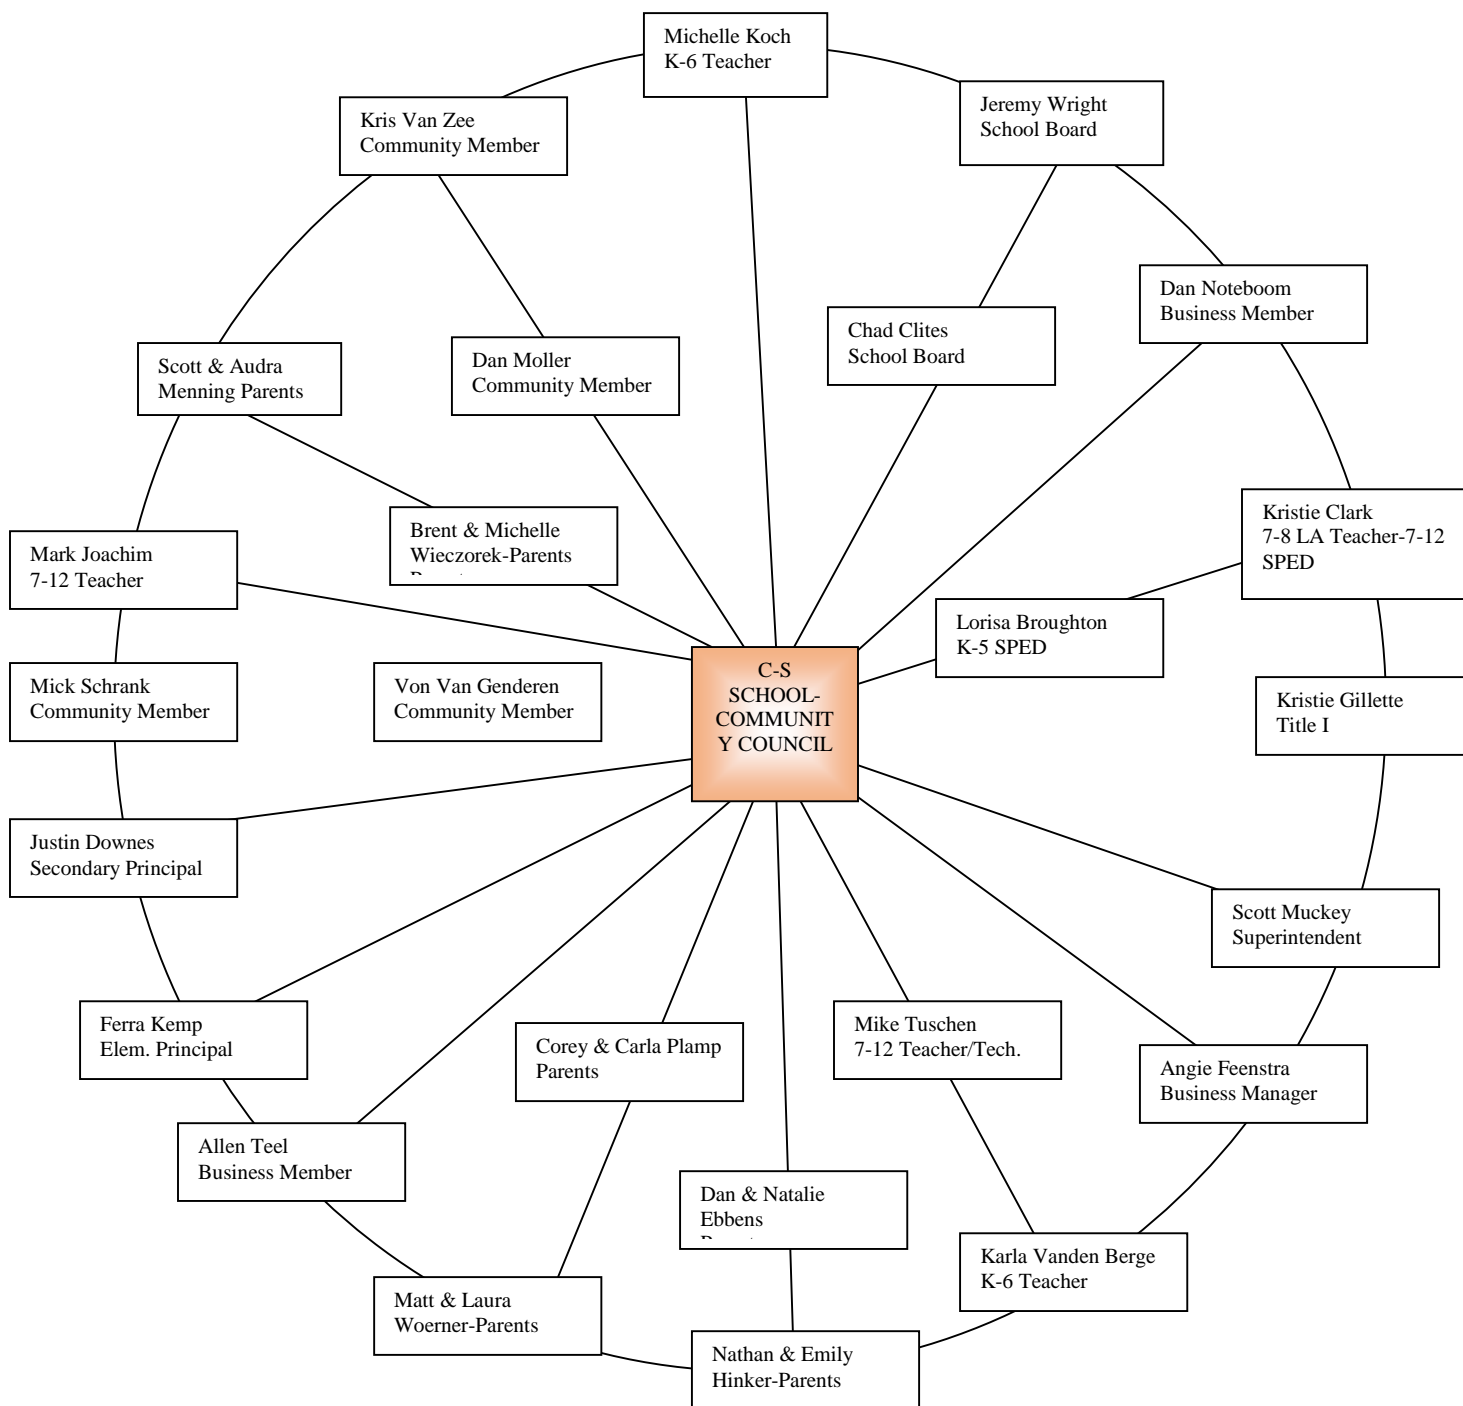 Michelle Koch
K-6 Teacher
Jeremy Wright
School Board
Kris Van Zee
Community Member
Dan Noteboom
Business Member
Chad Clites
School Board
Scott & Audra
Menning Parents
Dan Moller
Community Member
Kristie Clark
7-8 LA Teacher-7-12
SPED
Brent & Michelle
Wieczorek-Parents
Mark Joachim
7-12 Teacher
Lorisa Broughton
K-5 SPED
Mick Schrank
Community Member
Von Van Genderen
Community Member
C-S
SCHOOL-
COMMUNIT
Y COUNCIL
Kristie Gillette
Title I
Justin Downes
Secondary Principal
Scott Muckey
Superintendent
Ferra Kemp
Elem. Principal
Corey & Carla Plamp
Parents
Mike Tuschen
7-12 Teacher/Tech.
Angie Feenstra
Business Manager
Allen Teel
Business Member
Dan & Natalie
Ebbens
Karla Vanden Berge
K-6 Teacher
Matt & Laura
Woerner-Parents
Nathan & Emily
Hinker-Parents